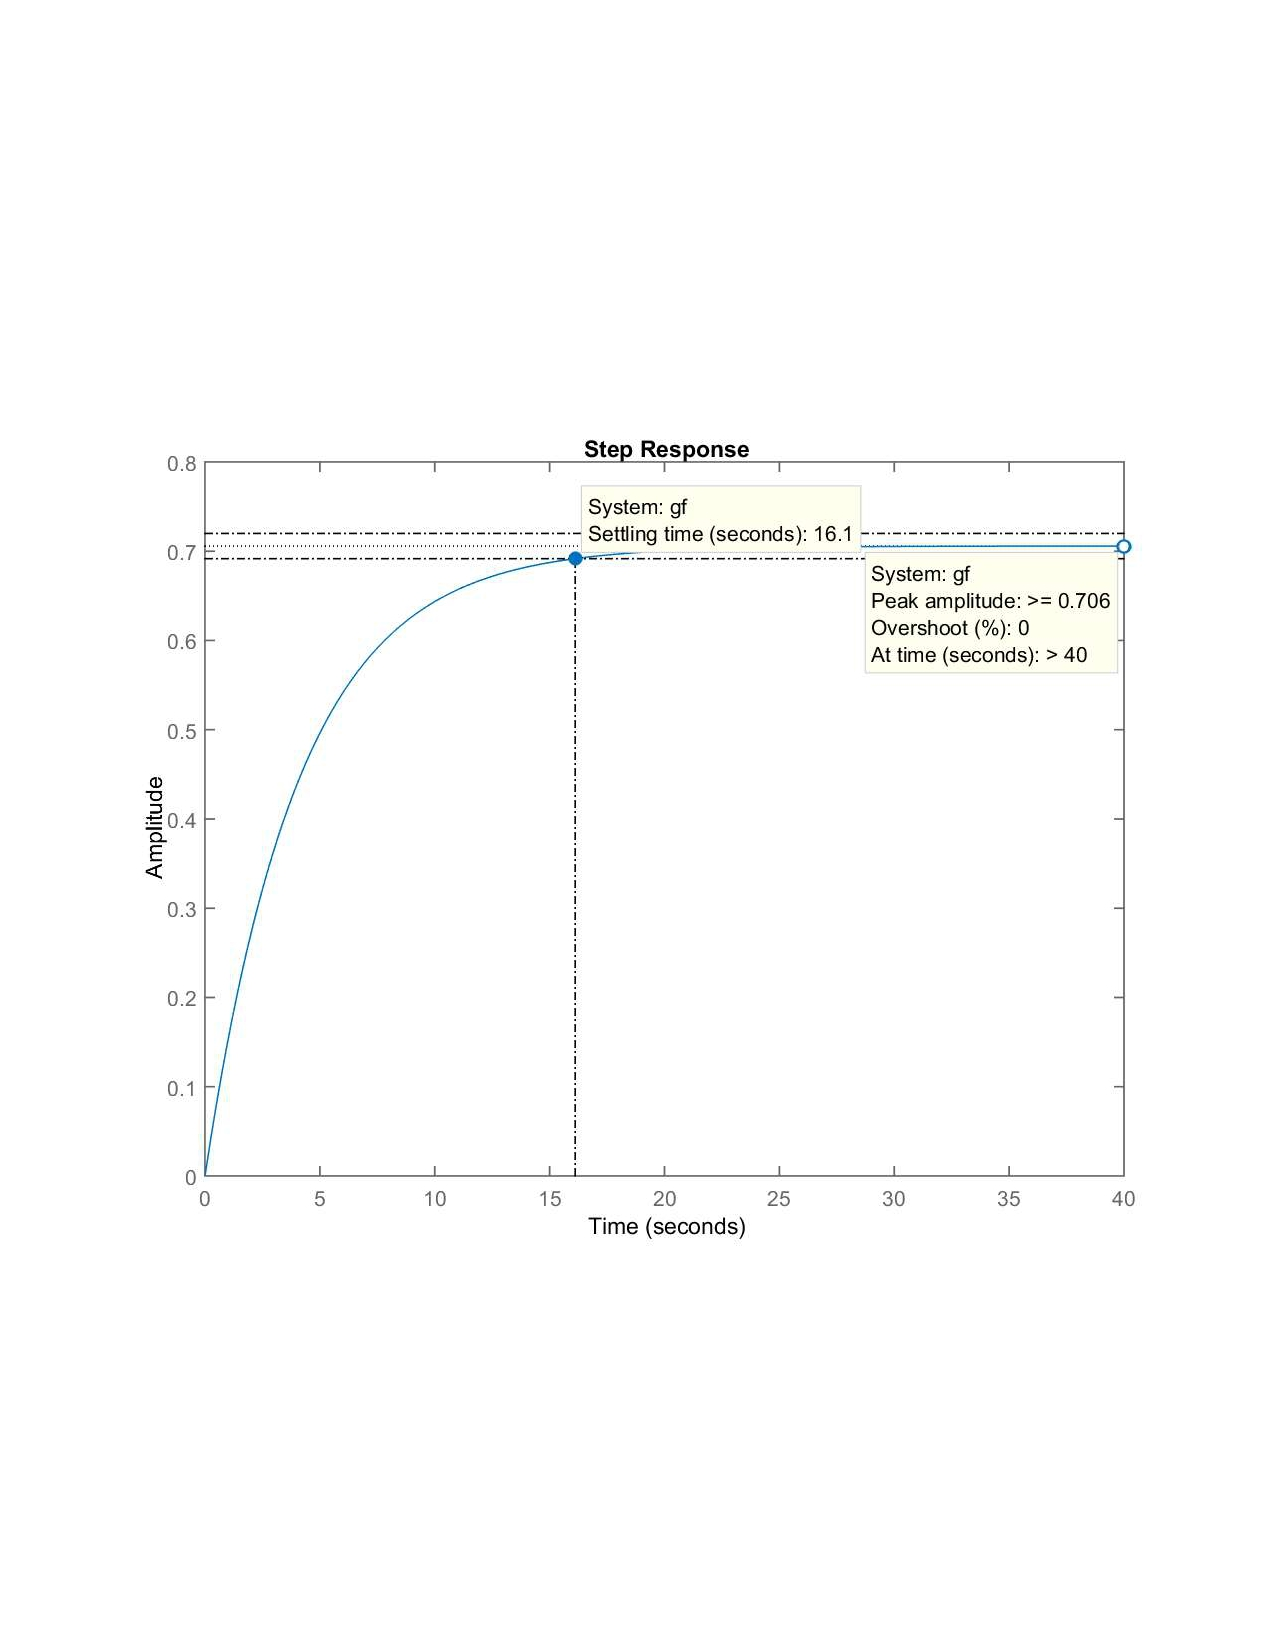 Step Response
0.8
0.7
0.6
0.5
0.4
0.3
0.2
0.1
0
Amplitude
System: gf
Settling time (seconds): 16.1
System: gf
Peak amplitude: >= 0.706
Overshoot (%): 0
At time (seconds): > 40
0 5 10 15 20 25 30 35 40
Time (seconds)